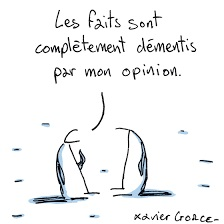 Les faits sont
complètement démentis
par mon opinion.
xavier GORCE-